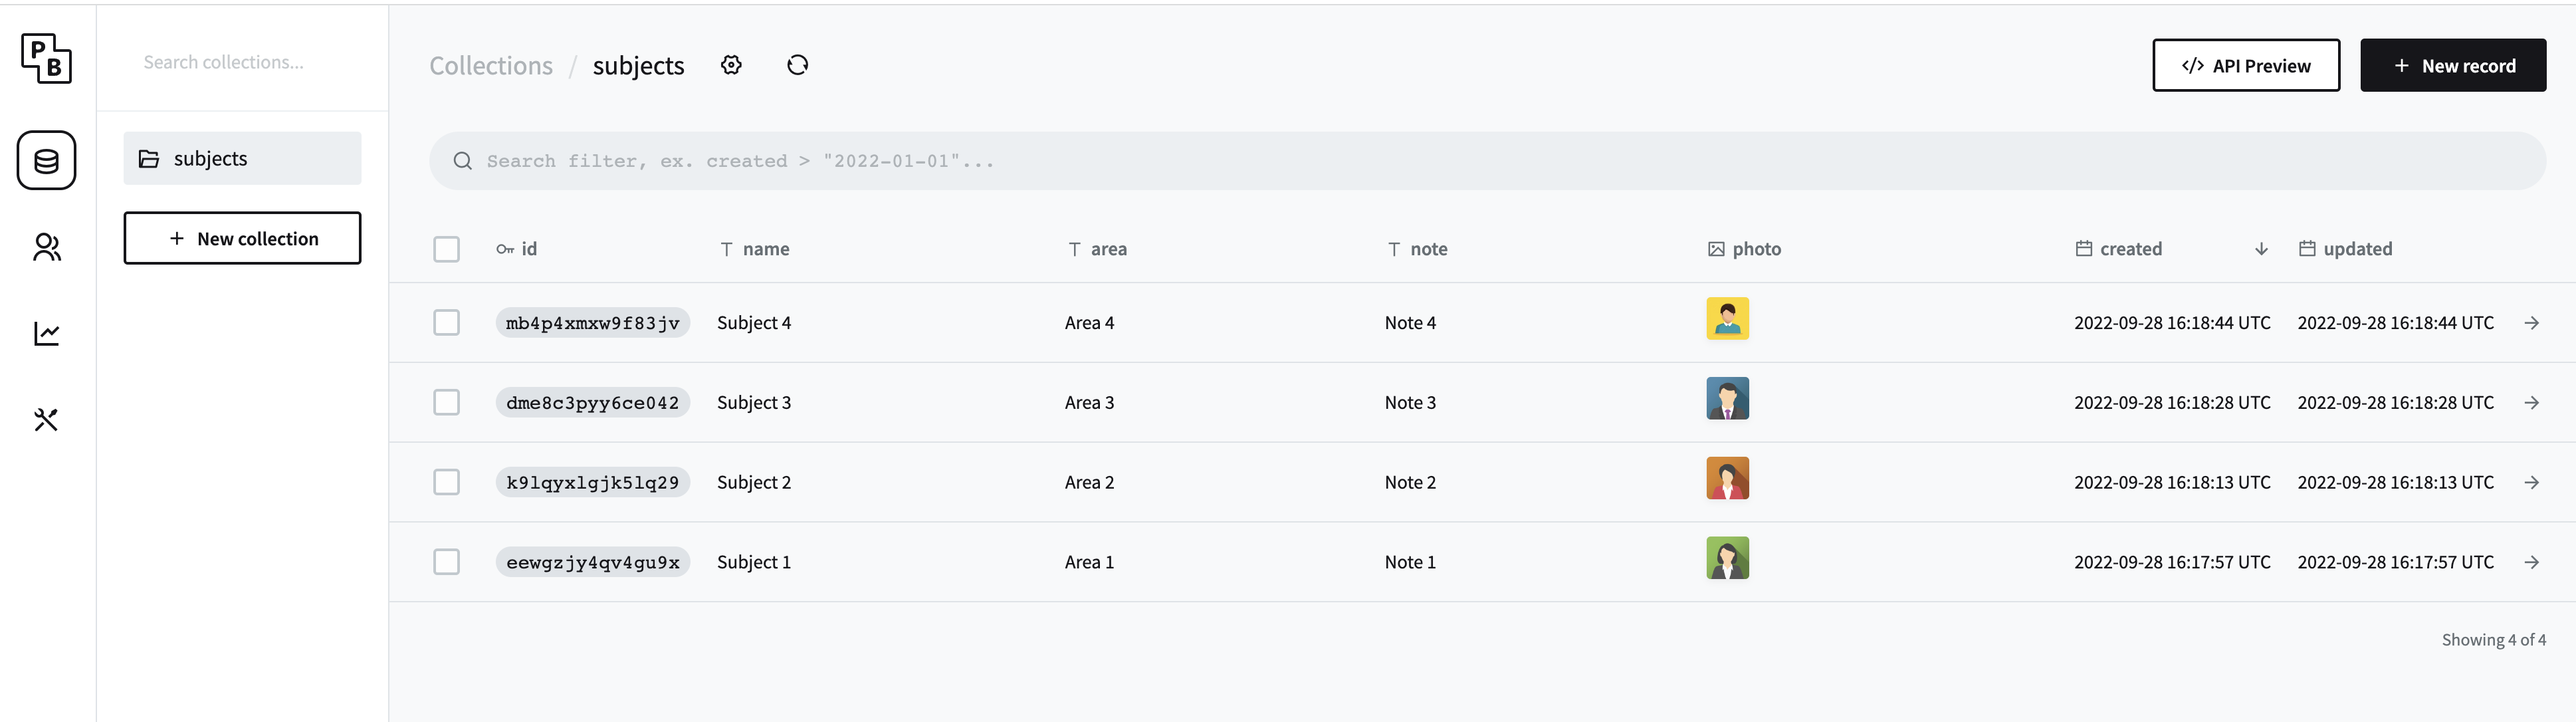 PB
Search collections...
subjects
+ New collection
Collections / subjects
</> API Preview
+ New record
Search filter, ex. created > "2022-01-01"...
id name area note photo created updated
mb4p4xmxw9f83jv Subject 4 Area 4 Note 4 2022-09-28 16:18:44 UTC 2022-09-28 16:18:44 UTC
dme8c3pyy6ce042 Subject 3 Area 3 Note 3 2022-09-28 16:18:28 UTC 2022-09-28 16:18:28 UTC
k9lqyxlgjk5lq29 Subject 2 Area 2 Note 2 2022-09-28 16:18:13 UTC 2022-09-28 16:18:13 UTC
eewgzjy4qv4gu9x Subject 1 Area 1 Note 1 2022-09-28 16:17:57 UTC 2022-09-28 16:17:57 UTC
Showing 4 of 4